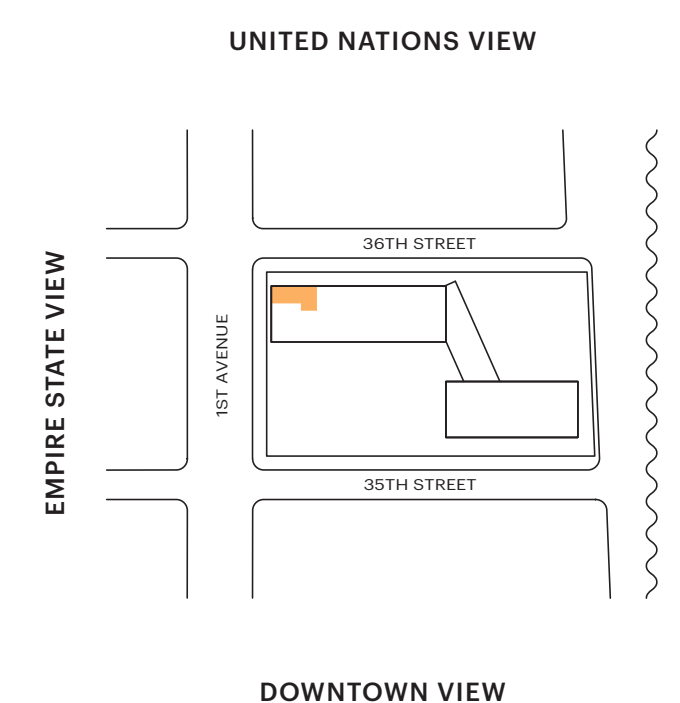 UNITED NATIONS VIEW
36TH STREET
EMPIRE STATE VIEW
1ST AVENUE
35TH STREET
DOWNTOWN VIEW